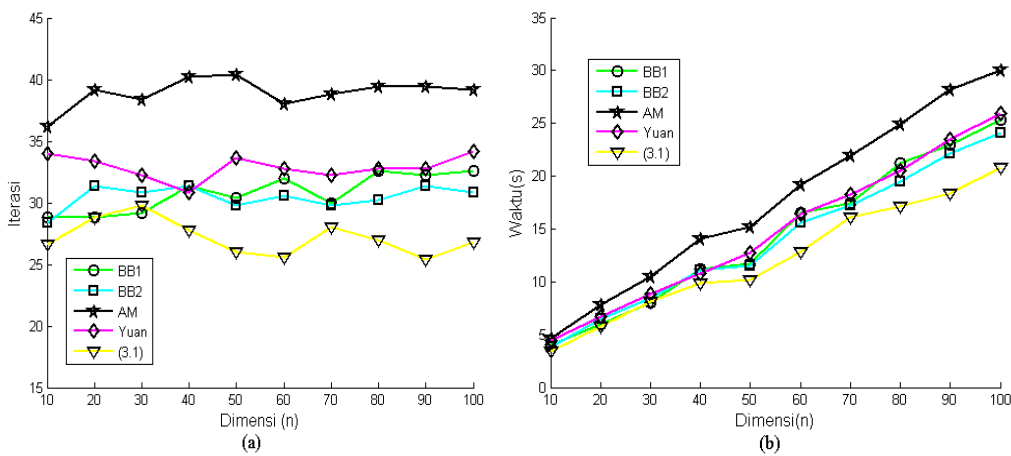 45
40
35
30
25
20
15
Iterasi
BB1
BB2
AM
Yuan
(3.1)
10 20 30 40 50 60 70 80 90 100
Dimensi (n)
(a)
35
30
25
20
15
10
5
0
Waktu(s)
BB1
BB2
AM
Yuan
(3.1)
10 20 30 40 50 60 70 80 90 100
Dimensi(n)
(b)